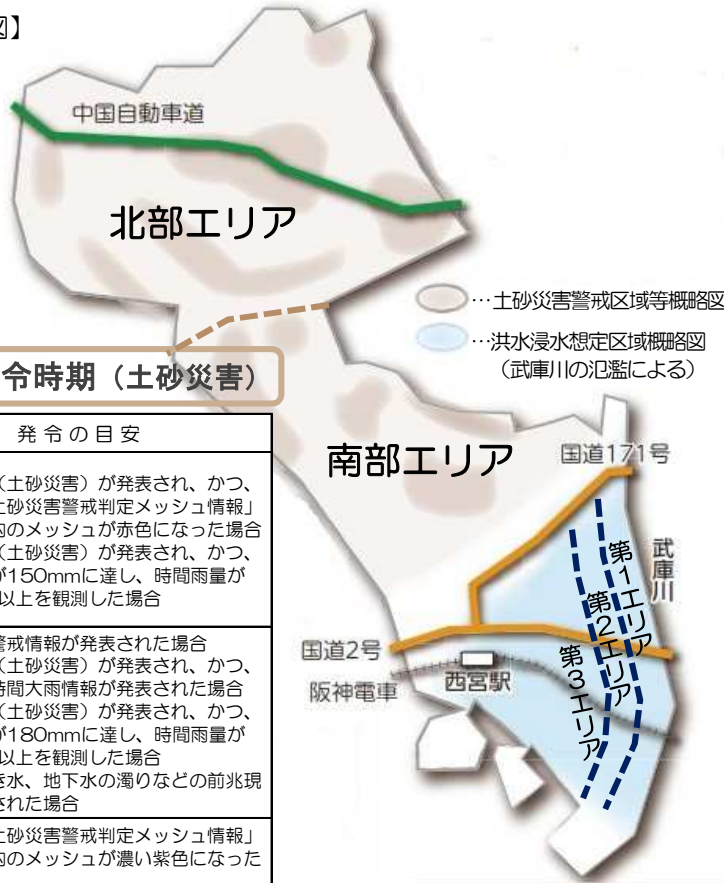 図】
中国自動車道
北部エリア
…土砂災害警戒区域等概略図
…洪水浸水想定区域概略図
（武庫川の氾濫による）
令時期（土砂災害）
発令の目安
（土砂災害）が発表され、かつ、
土砂災害警戒判定メッシュ情報」
内のメッシュが赤色になった場合
（土砂災害）が発表され、かつ、
が150mmに達し、時間雨量が
以上を観測した場合
警戒情報が発表された場合
（土砂災害）が発表され、かつ、
時間大雨情報が発表された場合
（土砂災害）が発表され、かつ、
が180mmに達し、時間雨量が
以上を観測した場合
き水、地下水の濁りなどの前兆現
された場合
土砂災害警戒判定メッシュ情報」
内のメッシュが濃い紫色になった
南部エリア
国道171号
武庫川
第1エリア
第2エリア
第3エリア
国道2号
阪神電車
西宮駅